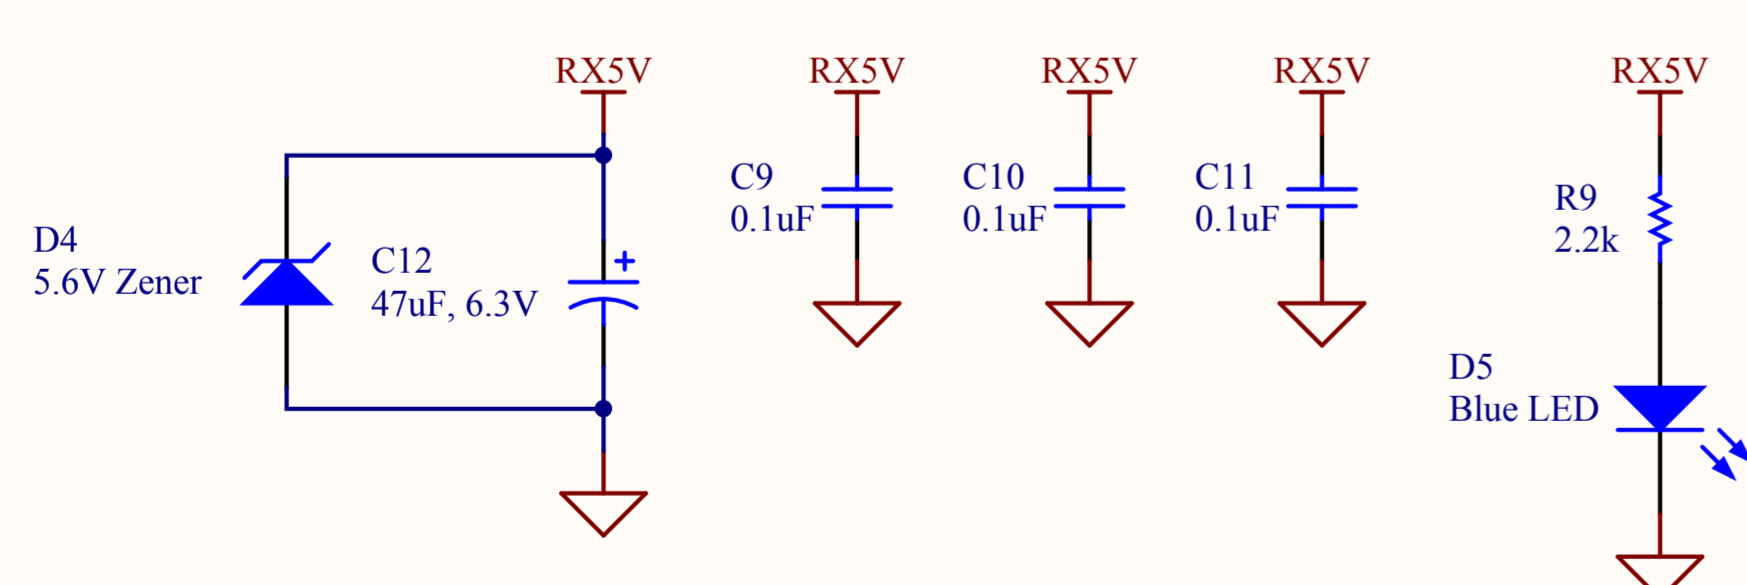 RX5V
RX5V
RX5V
RX5V
RX5V
D4
5.6V Zener
C12
47uF, 6.3V
+
C9
0.1uF
C10
0.1uF
C11
0.1uF
R9
2.2k
D5
Blue LED